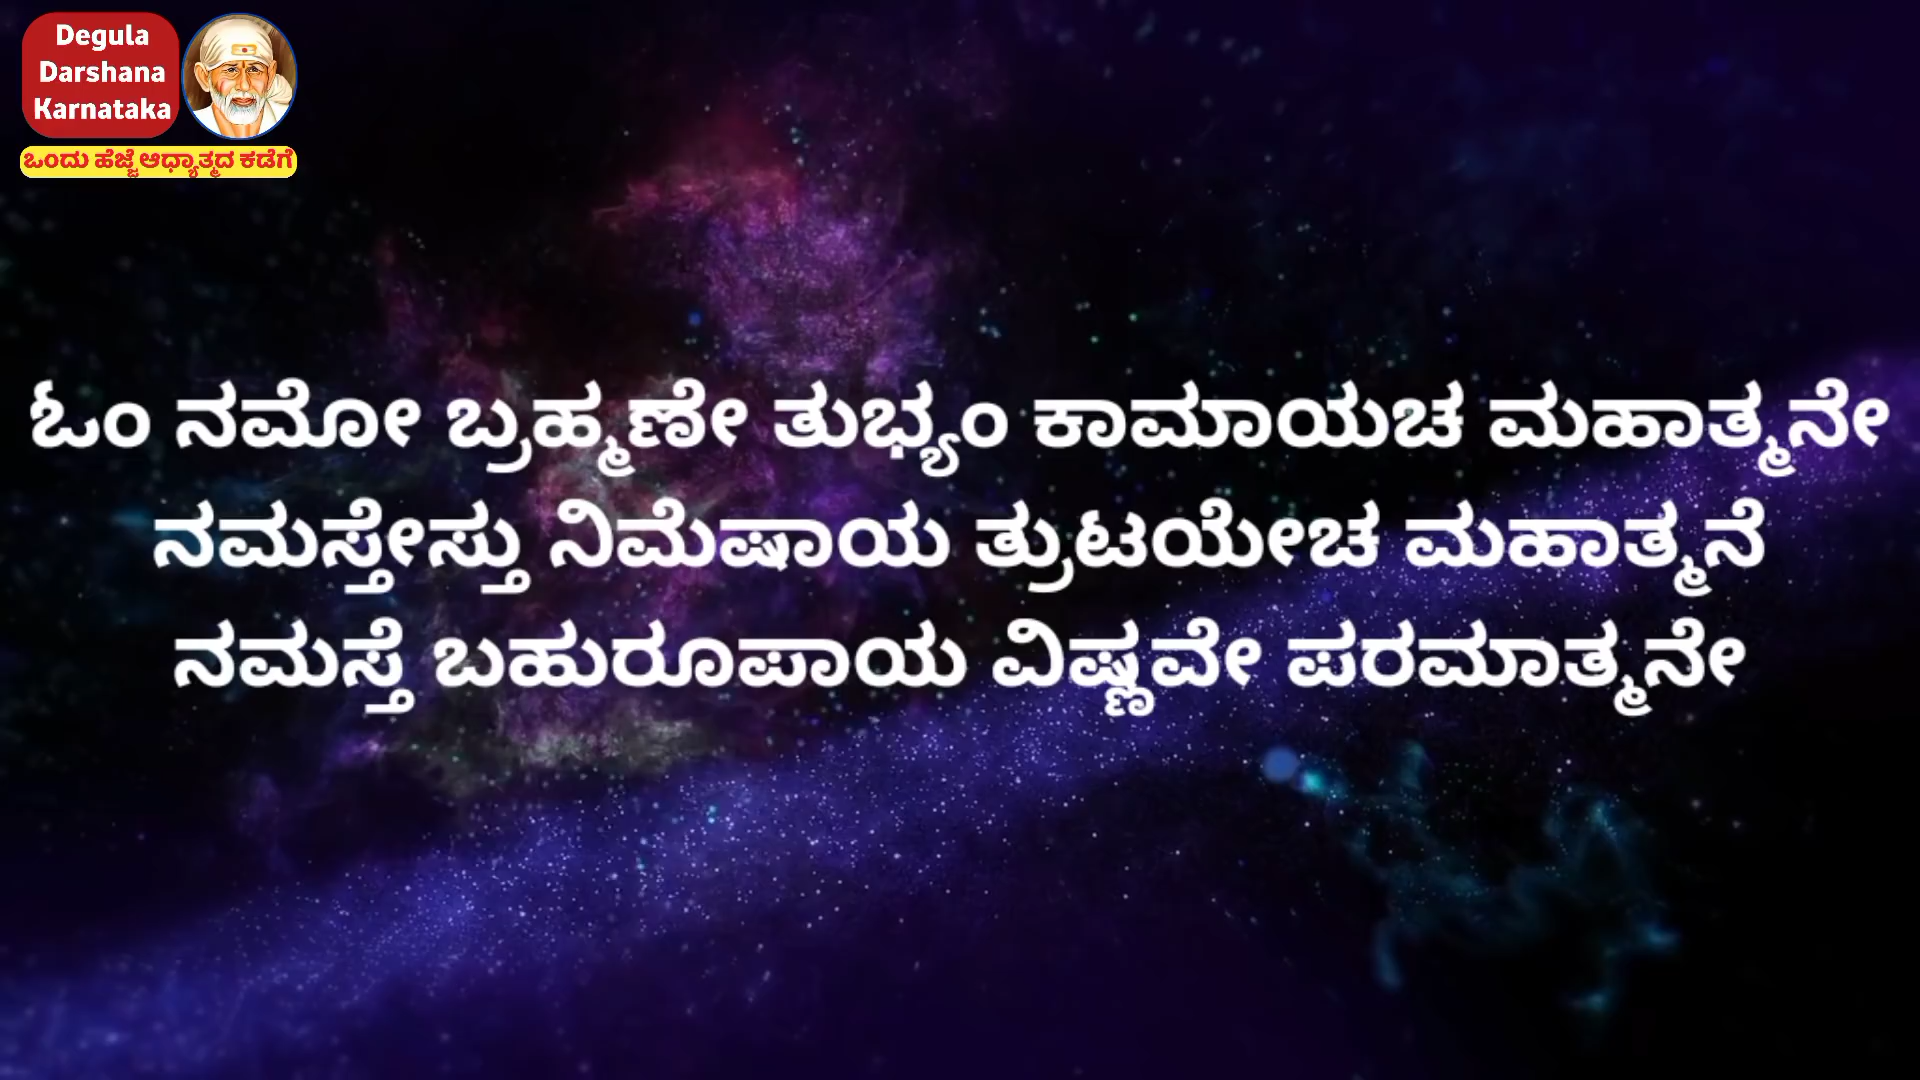 Degula
Darshana
Karnataka
ಒಂದು ಹೆಜ್ಜೆ ಆಧ್ಯಾತ್ಮದ ಕಡೆಗೆ
ಓಂ ನಮೋ ಬ್ರಹ್ಮಣೇ ತುಭ್ಯಂ ಕಾಮಾಯಚ ಮಹಾತ್ಮನೇ
ನಮಸ್ತೇಸ್ತು ನಿಮೆಷಾಯ ತ್ರುಟಯೇಚ ಮಹಾತ್ಮನೆ
ನಮಸ್ತೆ ಬಹುರೂಪಾಯ ವಿಷ್ಣವೇ ಪರಮಾತ್ಮನೇ